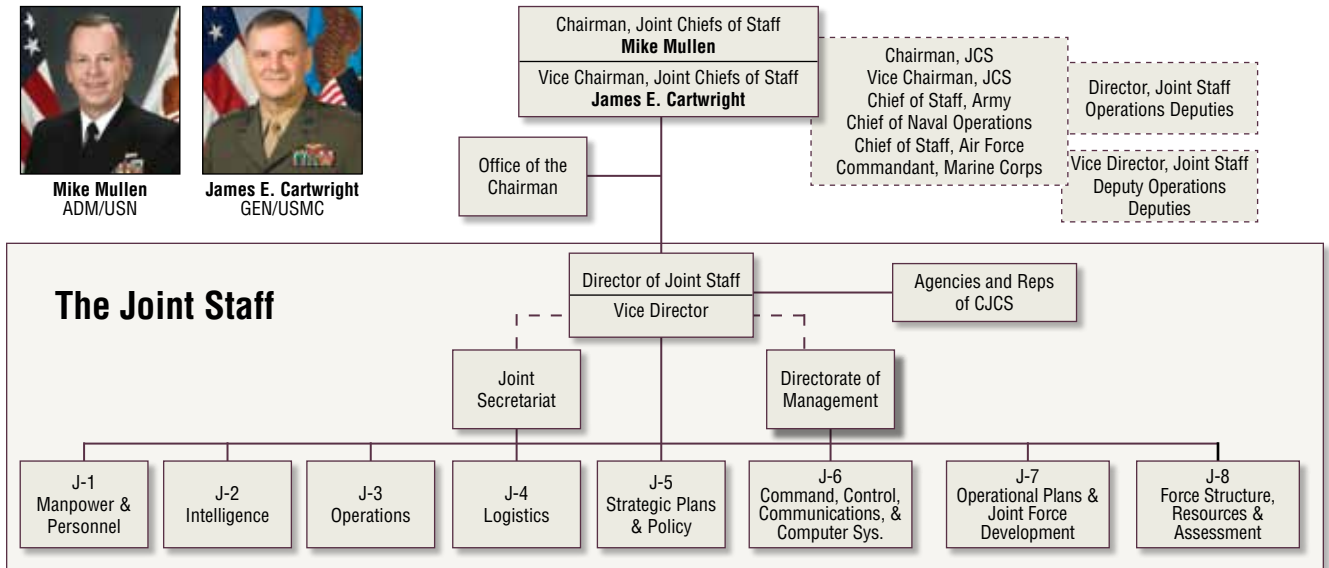 Mike Mullen
ADM/USN
James E. Cartwright
GEN/USMC
Chairman, Joint Chiefs of Staff
Mike Mullen
Vice Chairman, Joint Chiefs of Staff
James E. Cartwright
Chairman, JCS
Vice Chairman, JCS
Chief of Staff, Army
Chief of Naval Operations
Chief of Staff, Air Force
Commandant, Marine Corps
Director, Joint Staff
Operations Deputies
Vice Director, Joint Staff
Deputy Operations
Deputies
Office of the
Chairman
The Joint Staff
Director of Joint Staff
Vice Director
Agencies and Reps
of CJCS
Joint
Secretariat
Directorate of
Management
J-1
Manpower &
Personnel
J-2
Intelligence
J-3
Operations
J-4
Logistics
J-5
Strategic Plans
& Policy
J-6
Command, Control,
Communications, &
Computer Sys.
J-7
Operational Plans &
Joint Force
Development
J-8
Force Structure,
Resources &
Assessment